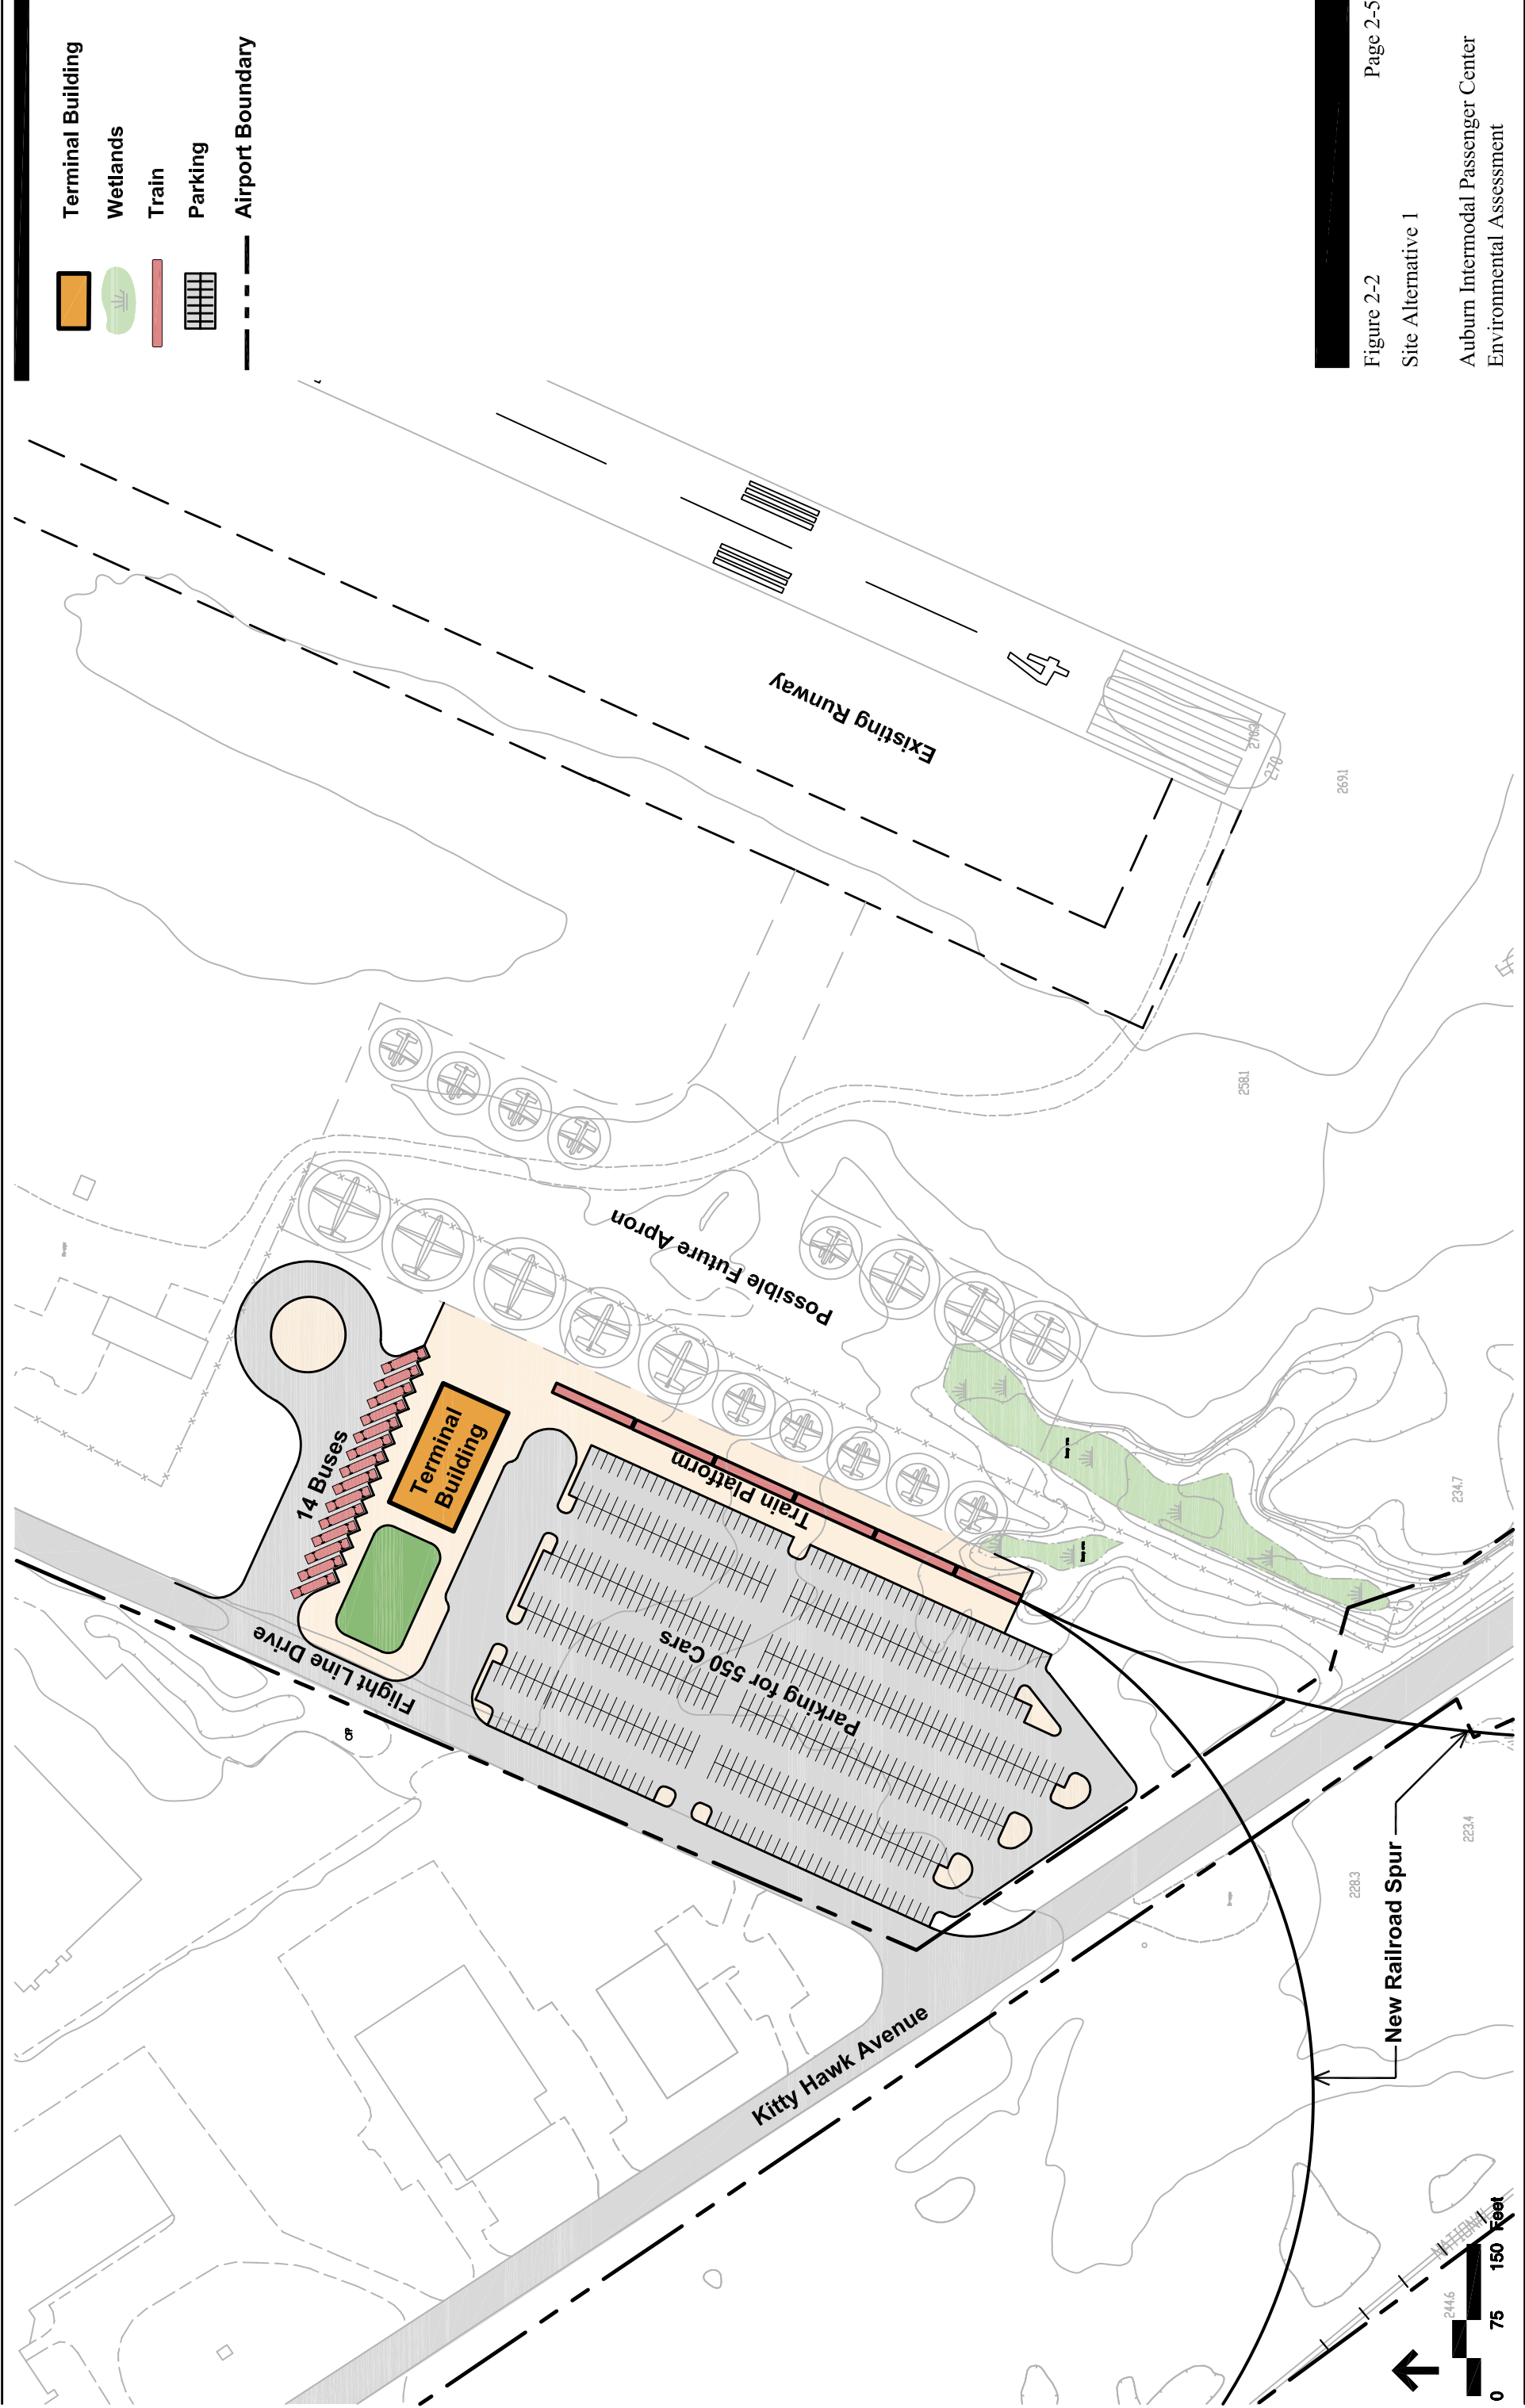 Terminal Building
Wetlands
Train
Parking
Airport Boundary
Figure 2-2
Page 2-5
Site Alternative 1
Auburn Intermodal Passenger Center
Environmental Assessment
Existing Runway
4
270.2
270
269.1
258.1
Possible Future Apron
14 Buses
Terminal
Building
Train Platform
Flight Line Drive
Parking for 550 Cars
Kitty Hawk Avenue
New Railroad Spur
234.7
223.4
228.3
244.6
0 75 150 Feet